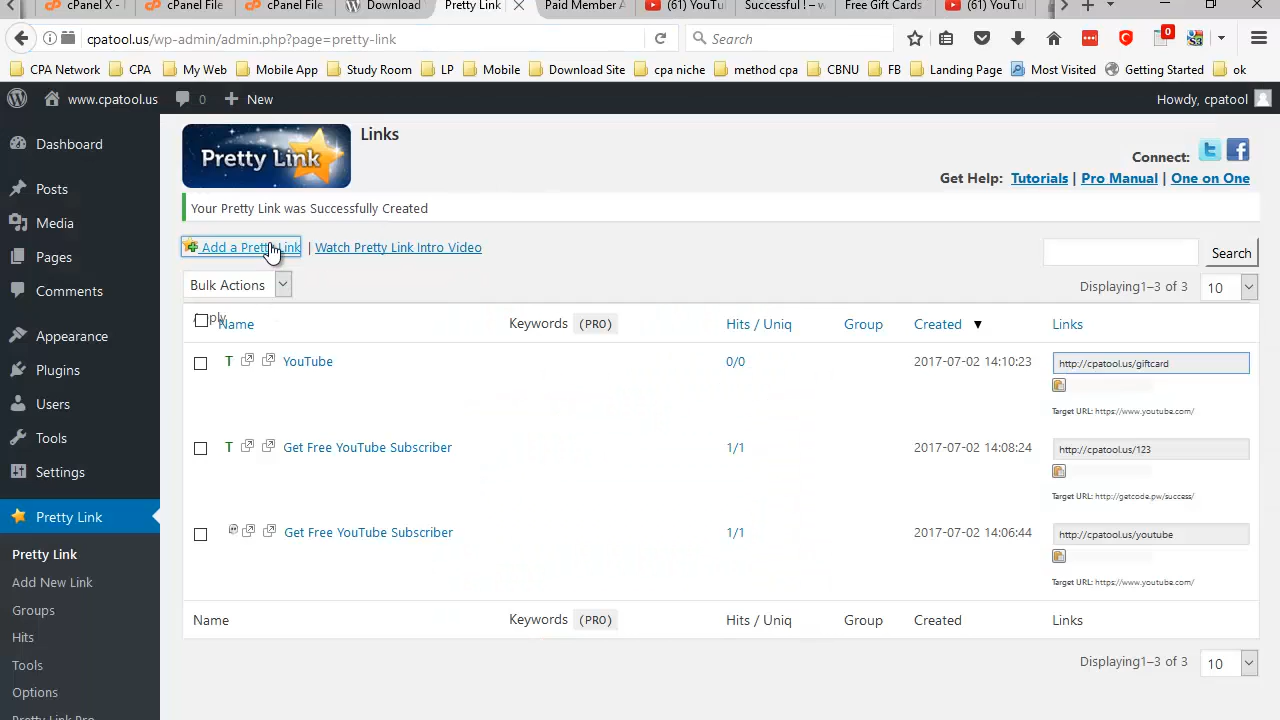 cPanel X -
cPanel File
cPanel File
Download
Pretty Link
Paid Member A
(61) YouTu
Successful ! – w
Free Gift Cards
(61) YouTu
cpatool.us/wp-admin/admin.php?page=pretty-link
Search
0
CPA Network
CPA
My Web
Mobile App
Study Room
LP
Mobile
Download Site
cpa niche
method cpa
CBNU
FB
Landing Page
Most Visited
Getting Started
ok
www.cpatool.us
0
New
Howdy, cpatool
Dashboard
Posts
Media
Pages
Comments
Appearance
Plugins
Users
Tools
Settings
Pretty Link
Pretty Link
Add New Link
Groups
Hits
Tools
Options
Pretty Link Pro
Pretty Link
Links
Connect:
Get Help: Tutorials | Pro Manual | One on One
Your Pretty Link was Successfully Created
Add a Pretty Link | Watch Pretty Link Intro Video
Search
Bulk Actions
Displaying1–3 of 3
10
Apply
Name
Keywords (PRO)
Hits / Uniq
Group
Created
Links
T
YouTube
0/0
2017-07-02 14:10:23
http://cpatool.us/giftcard
Target URL: https://www.youtube.com/
T
Get Free YouTube Subscriber
1/1
2017-07-02 14:08:24
http://cpatool.us/123
Target URL: http://getcode.pw/success/
Get Free YouTube Subscriber
1/1
2017-07-02 14:06:44
http://cpatool.us/youtube
Target URL: https://www.youtube.com/
Name
Keywords (PRO)
Hits / Uniq
Group
Created
Links
Displaying1–3 of 3
10